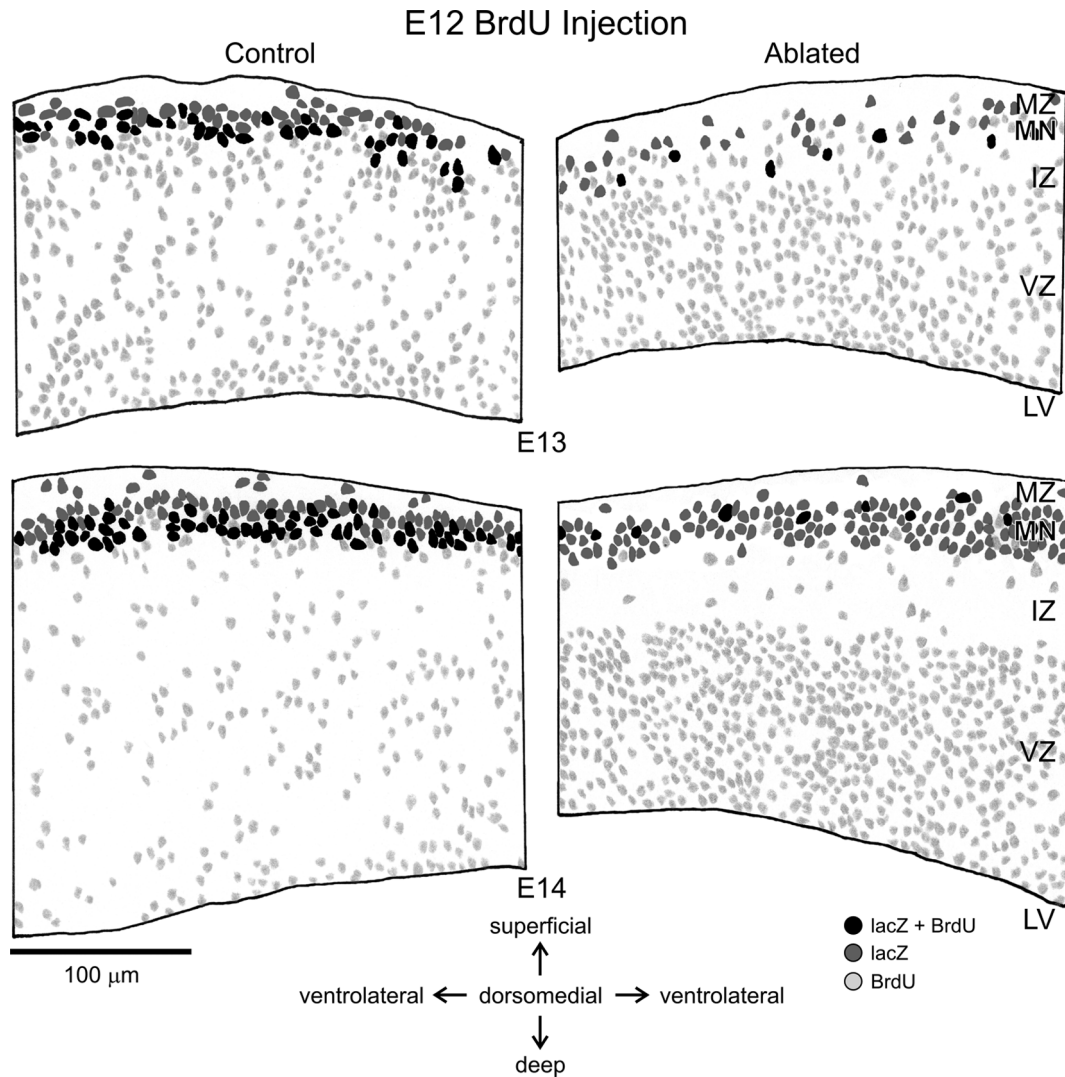 E12 BrdU Injection
Control
Ablated
MZ
MN
IZ
VZ
LV
E13
MZ
MN
IZ
VZ
LV
E14
100 μm
superficial
ventrolateral dorsomedial ventrolateral
deep
lacZ + BrdU
lacZ
BrdU